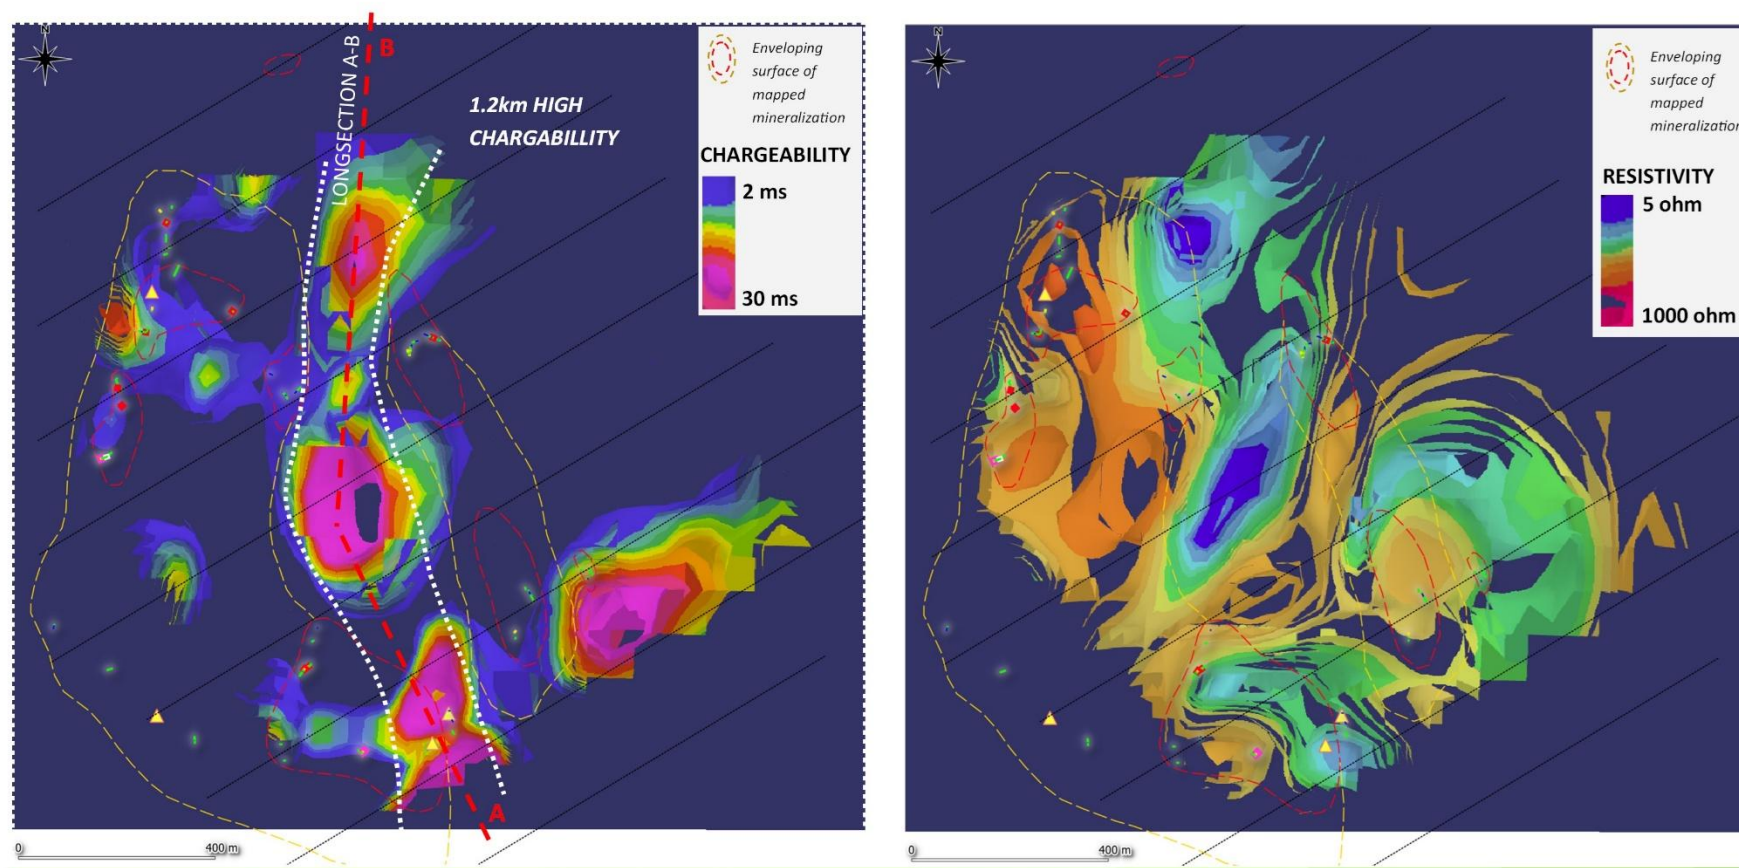 N
LONGSECTION A-B
B
1.2km HIGH
CHARGABILLITY
Enveloping
surface of
mapped
mineralization
CHARGEABILITY
2 ms
30 ms
A
0
400 m
N
Enveloping
surface of
mapped
mineralization
RESISTIVITY
5 ohm
1000 ohm
0
400 m